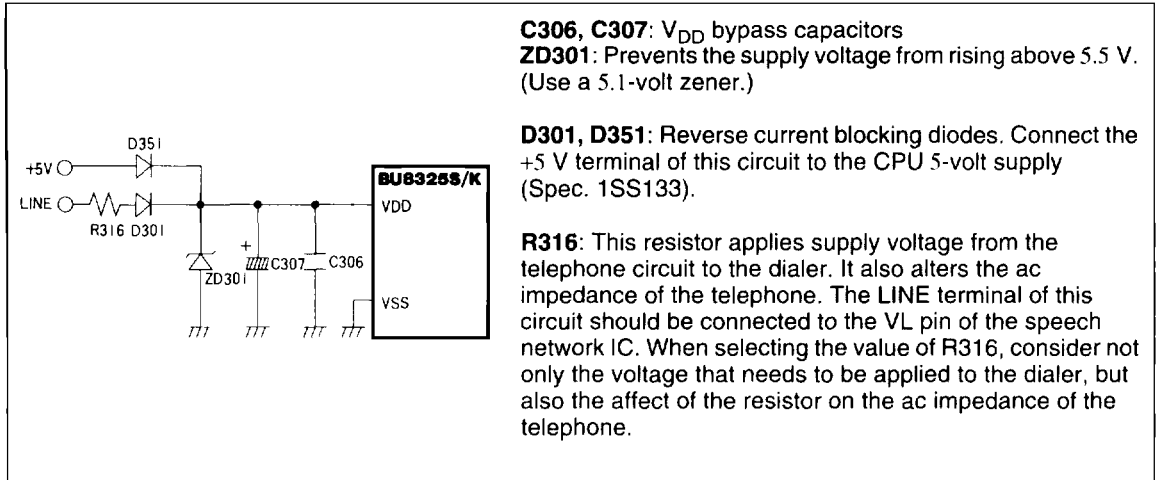 D351
+5V
LINE
R316 D301
ZD301
+
C307
C306
BU8325S/K
VDD
VSS
C306, C307: VDD bypass capacitors
ZD301: Prevents the supply voltage from rising above 5.5 V.
(Use a 5.1-volt zener.)
D301, D351: Reverse current blocking diodes. Connect the
+5 V terminal of this circuit to the CPU 5-volt supply
(Spec. 1SS133).
R316: This resistor applies supply voltage from the
telephone circuit to the dialer. It also alters the ac
impedance of the telephone. The LINE terminal of this
circuit should be connected to the VL pin of the speech
network IC. When selecting the value of R316, consider not
only the voltage that needs to be applied to the dialer, but
also the affect of the resistor on the ac impedance of the
telephone.